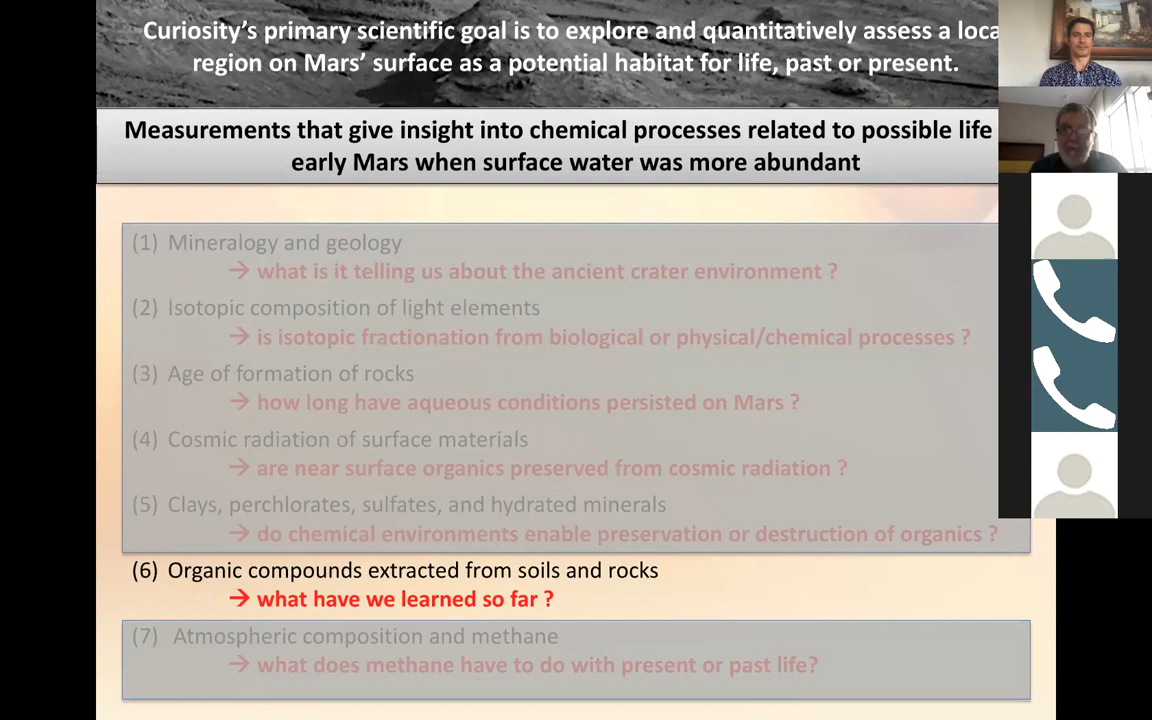 Curiosity's primary scientific goal is to explore and quantitatively assess a loca
region on Mars' surface as a potential habitat for life, past or present.
Measurements that give insight into chemical processes related to possible life
early Mars when surface water was more abundant
(1) Mineralogy and geology
→ what is it telling us about the ancient crater environment ?
(2) Isotopic composition of light elements
→ is isotopic fractionation from biological or physical/chemical processes ?
(3) Age of formation of rocks
→ how long have aqueous conditions persisted on Mars ?
(4) Cosmic radiation of surface materials
→ are near surface organics preserved from cosmic radiation ?
(5) Clays, perchlorates, sulfates, and hydrated minerals
→ do chemical environments enable preservation or destruction of organics ?
(6) Organic compounds extracted from soils and rocks
→ what have we learned so far ?
(7) Atmospheric composition and methane
→ what does methane have to do with present or past life?